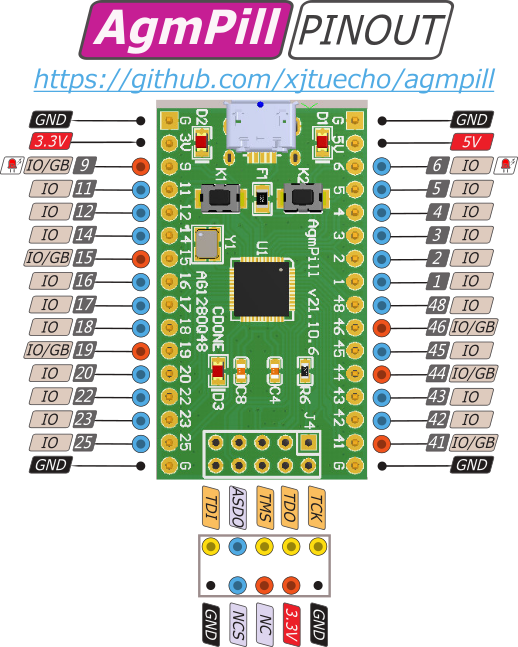 AgmPill PINOUT
https://github.com/xjtuecho/agmpill
GND D2 D1 GND
3.3V G 3V 5V G 5V
IO/GB 9 9 6 6 IO
IO 11 11 K1 F1 K2 5 5 IO
IO 12 12 4 4 IO
IO 14 14 Y1 U1 3 3 IO
IO/GB 15 15 2 2 IO
IO 16 16 1 1 IO
IO 17 17 48 48 IO
IO 18 18 46 46 IO/GB
IO/GB 19 19 45 45 IO
IO 20 20 44 44 IO/GB
IO 22 22 43 43 IO
IO 23 23 42 42 IO
IO 25 25 41 41 IO/GB
GND G G GND
AgmPill v21.10.6
AG1280Q48
DONE
D3 C8 C4 R6
J4
TDI ASDO TMS TDO TCK
GND NCS NC 3.3V GND